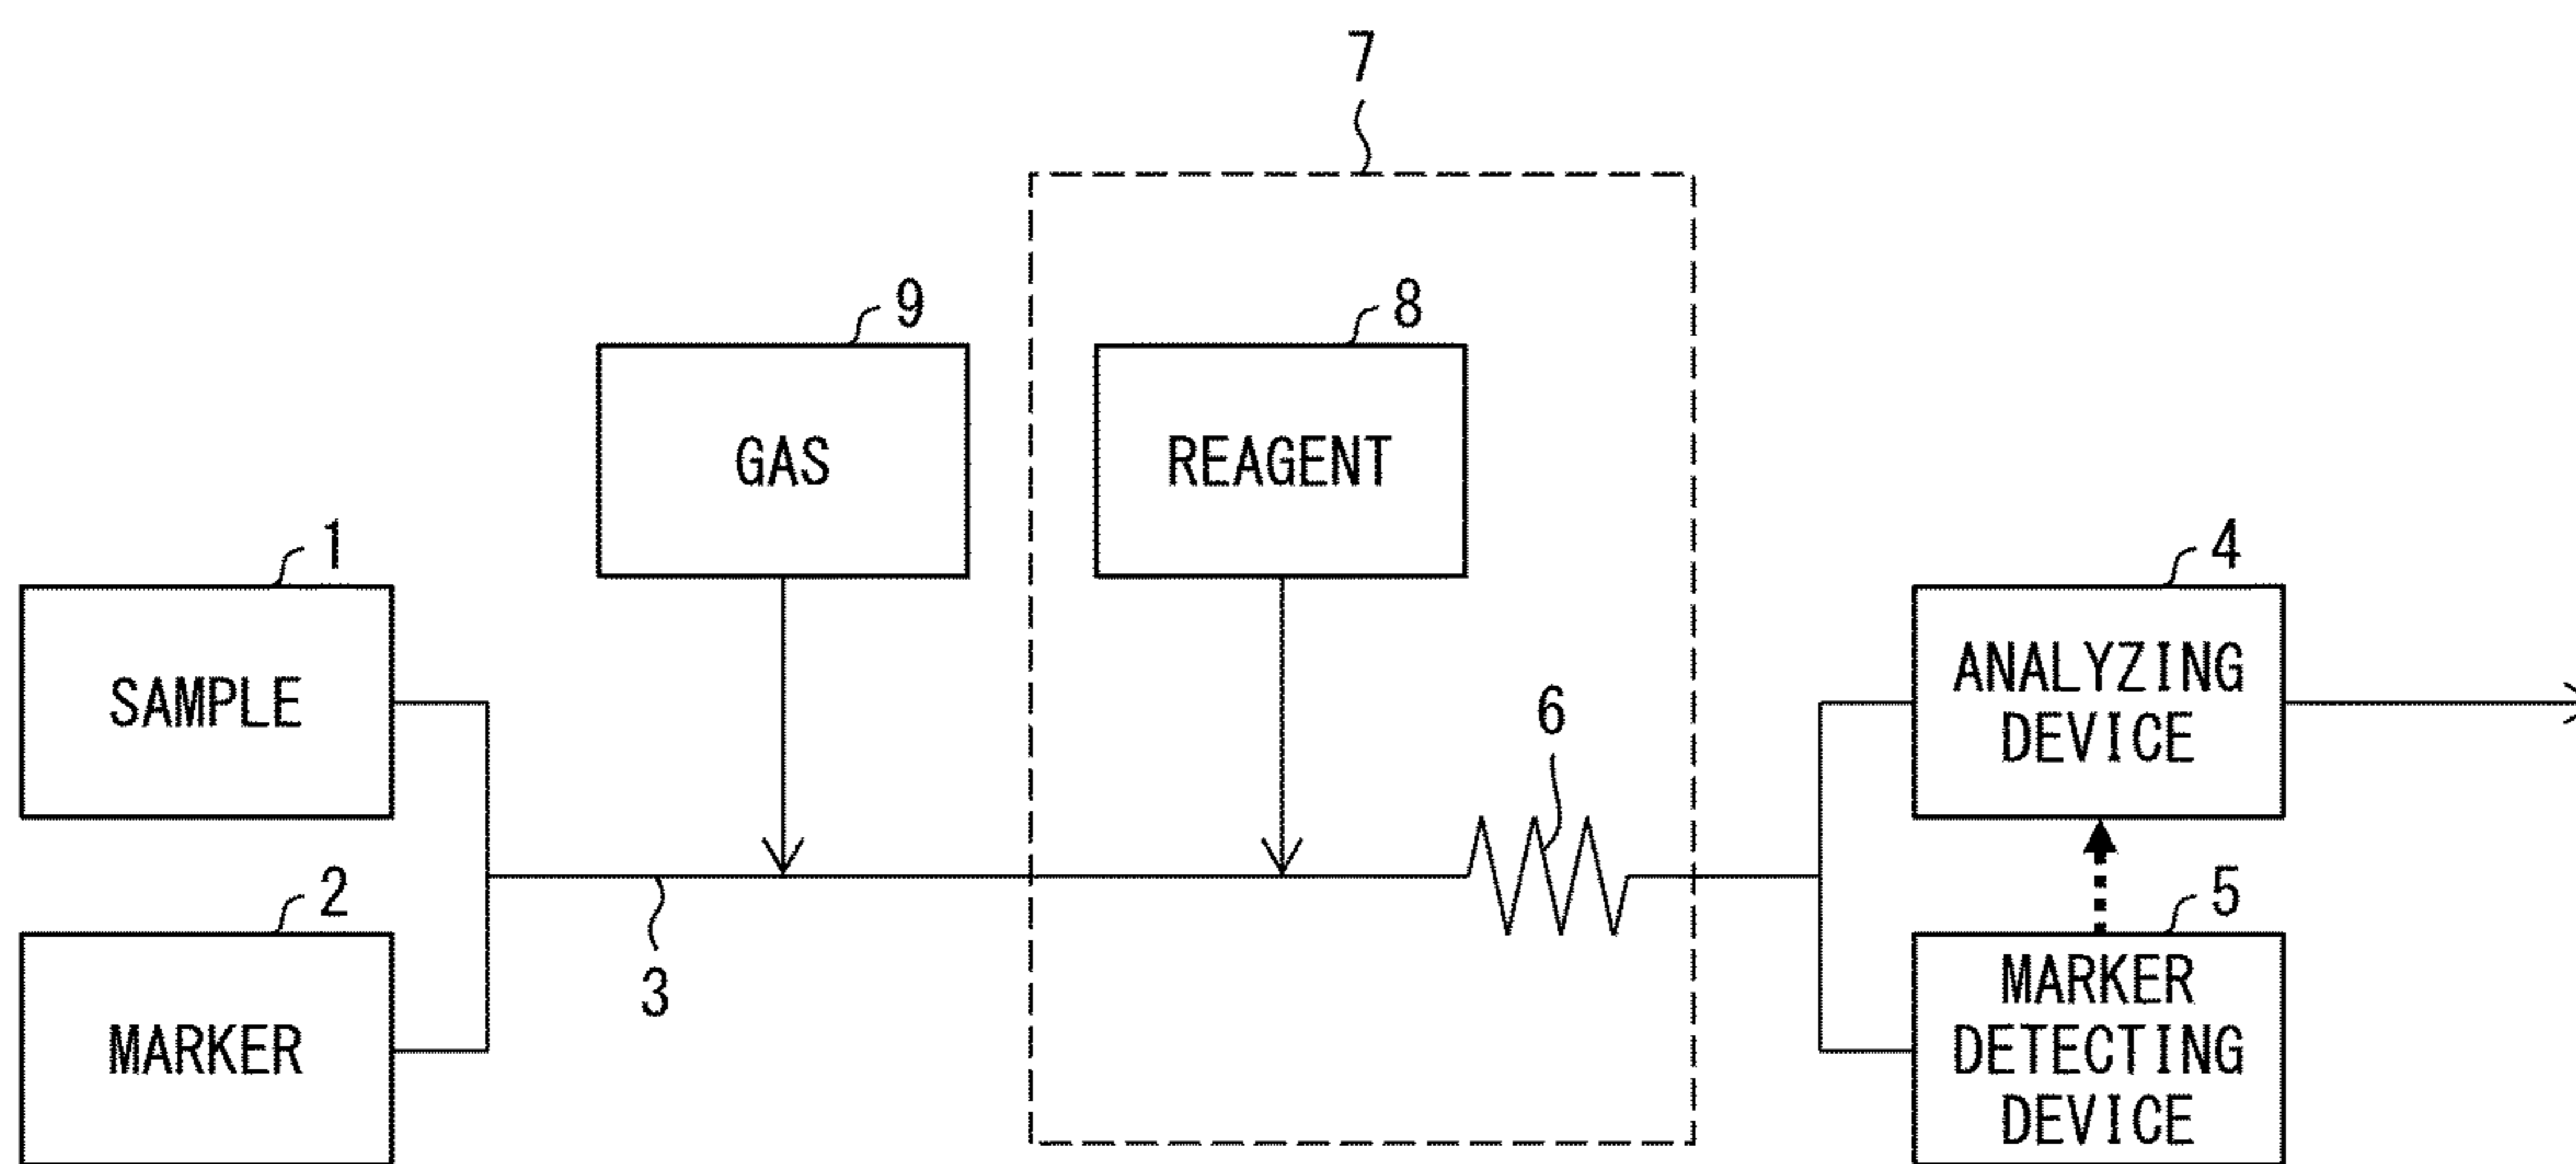 7
9
8
GAS
REAGENT
1
4
SAMPLE
ANALYZING
DEVICE
6
2
5
MARKER
3
MARKER
DETECTING
DEVICE